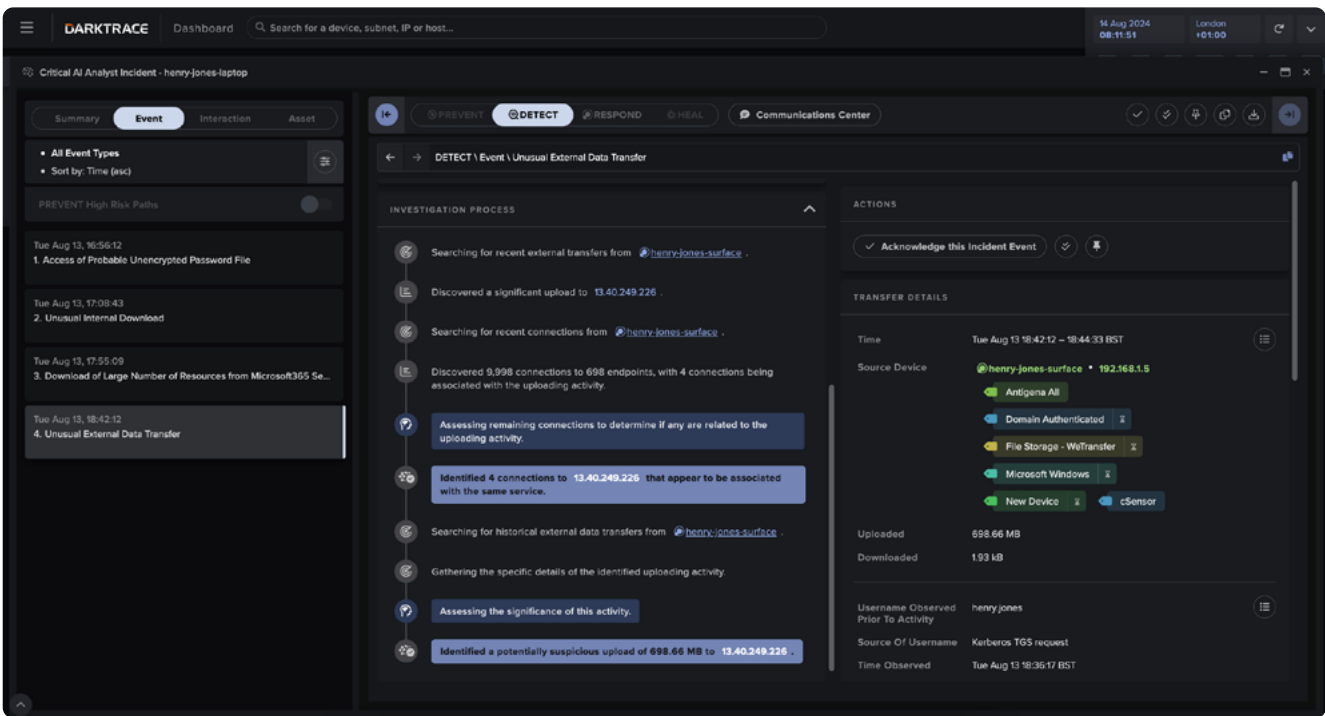 DARKTRACE
Dashboard
Search for a device, subnet, IP or host...
14 Aug 2024
08:11:51
London
+01:00
Critical AI Analyst Incident - henry-jones-laptop
Summary
Event
Interaction
Asset
• All Event Types
• Sort by: Time (asc)
PREVENT High Risk Paths
Tue Aug 13, 16:56:12
1. Access of Probable Unencrypted Password File
Tue Aug 13, 17:08:43
2. Unusual Internal Download
Tue Aug 13, 17:55:09
3. Download of Large Number of Resources from Microsoft365 Se...
Tue Aug 13, 18:42:12
4. Unusual External Data Transfer
PREVENT
DETECT
RESPOND
HEAL
Communications Center
DETECT \ Event \ Unusual External Data Transfer
INVESTIGATION PROCESS
Searching for recent external transfers from henry-jones-surface .
Discovered a significant upload to 13.40.249.226 .
Searching for recent connections from henry-jones-surface .
Discovered 9,998 connections to 698 endpoints, with 4 connections being
associated with the uploading activity.
Assessing remaining connections to determine if any are related to the
uploading activity.
Identified 4 connections to 13.40.249.226 that appear to be associated
with the same service.
Searching for historical external data transfers from henry-jones-surface .
Gathering the specific details of the identified uploading activity.
Assessing the significance of this activity.
Identified a potentially suspicious upload of 698.66 MB to 13.40.249.226 .
ACTIONS
Acknowledge this Incident Event
TRANSFER DETAILS
Time
Tue Aug 13 18:42:12 – 18:44:33 BST
Source Device
henry-jones-surface • 192.168.1.5
Antigena All
Domain Authenticated
File Storage - WeTransfer
Microsoft Windows
New Device
cSensor
Uploaded
698.66 MB
Downloaded
1.93 kB
Username Observed
Prior To Activity
henry.jones
Source Of Username
Kerberos TGS request
Time Observed
Tue Aug 13 18:36:17 BST